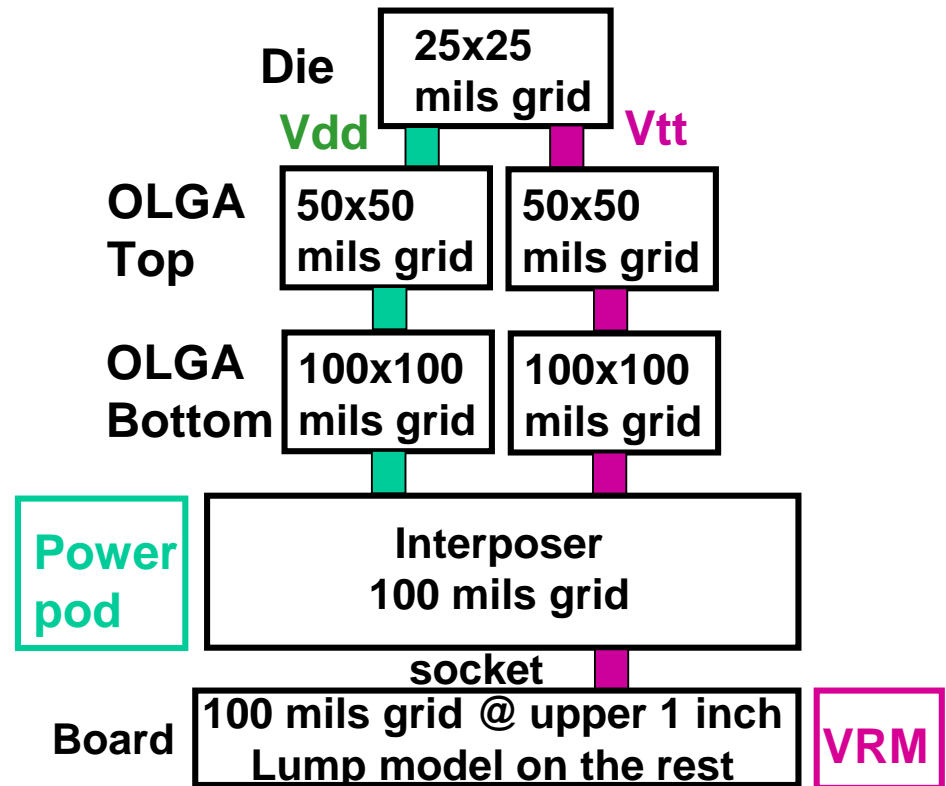 Die
25x25
mils grid
Vdd
Vtt
OLGA
Top
50x50
mils grid
50x50
mils grid
OLGA
Bottom
100x100
mils grid
100x100
mils grid
Power
pod
Interposer
100 mils grid
socket
Board
100 mils grid @ upper 1 inch
Lump model on the rest
VRM